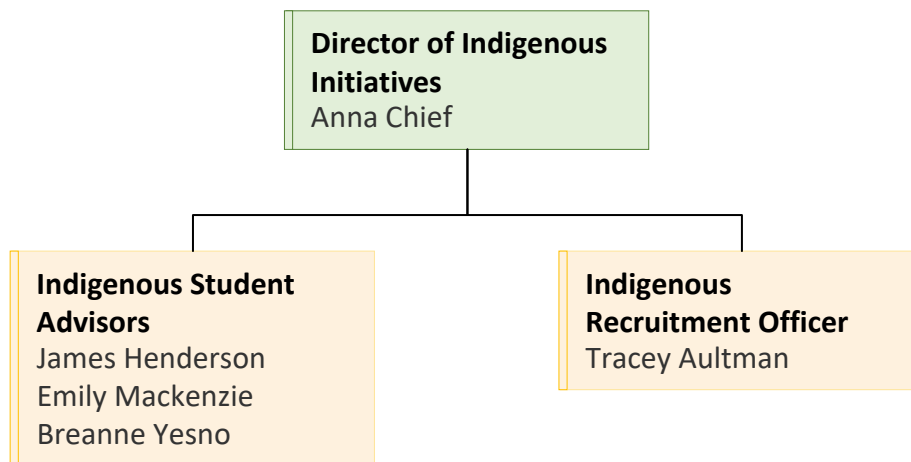 Director of Indigenous
Initiatives
Anna Chief
Indigenous Student
Advisors
James Henderson
Emily Mackenzie
Breanne Yesno
Indigenous
Recruitment Officer
Tracey Aultman